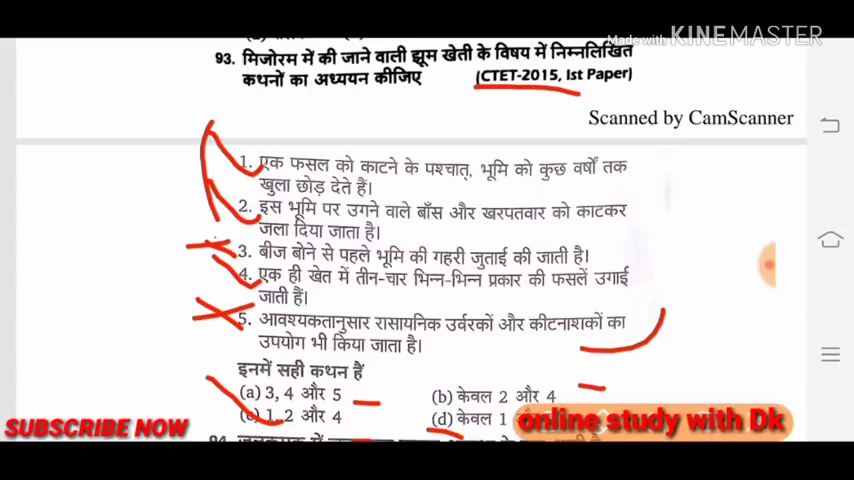 Made with KINEMASTER
93. मिजोरम में की जाने वाली झूम खेती के विषय में निम्नलिखित
कथनों का अध्ययन कीजिए (CTET-2015, Ist Paper)
Scanned by CamScanner
1. एक फसल को काटने के पश्चात्, भूमि को कुछ वर्षों तक
खुला छोड़ देते हैं।
2. इस भूमि पर उगने वाले बाँस और खरपतवार को काटकर
जला दिया जाता है।
3. बीज बोने से पहले भूमि की गहरी जुताई की जाती है।
4. एक ही खेत में तीन-चार भिन्न-भिन्न प्रकार की फसलें उगाई
जाती हैं।
5. आवश्यकतानुसार रासायनिक उर्वरकों और कीटनाशकों का
उपयोग भी किया जाता है।
इनमें सही कथन हैं
(a) 3, 4 और 5 (b) केवल 2 और 4
(c) 1, 2 और 4 (d) केवल 1
SUBSCRIBE NOW
online study with Dk
94.